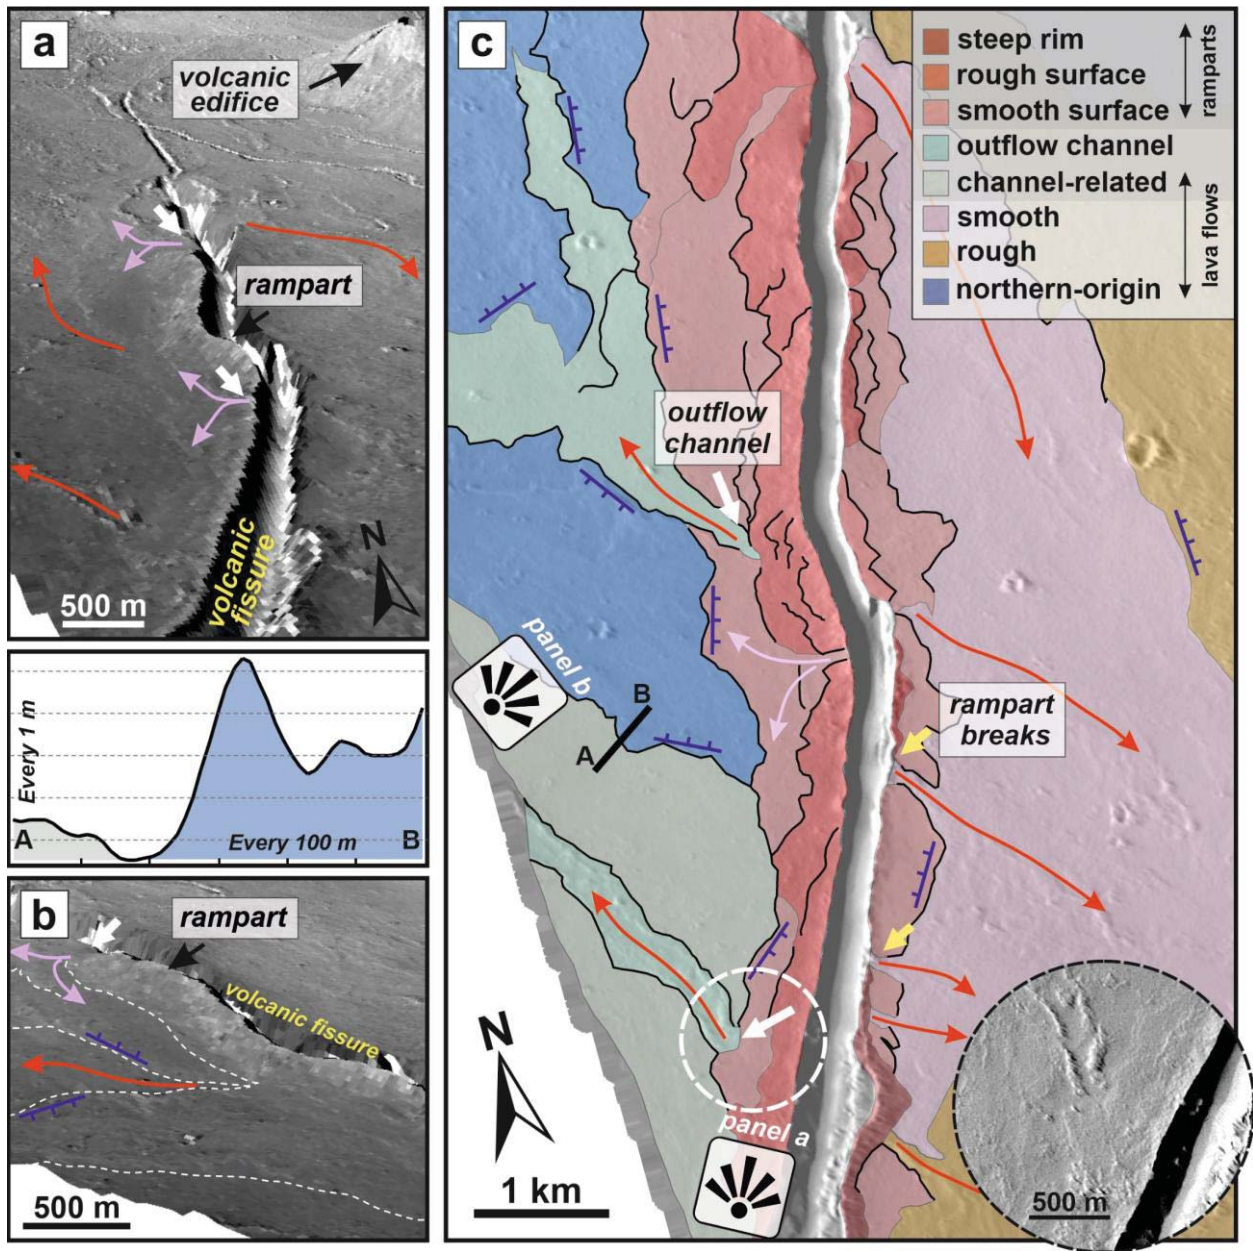 a
volcanic
edifice
rampart
volcanic
fissure
N
500 m
Every 1 m
A
Every 100 m
B
b
rampart
volcanic fissure
500 m
c
steep rim
rough surface
smooth surface
ramparts
outflow channel
channel-related
smooth
rough
northern-origin
lava flows
outflow
channel
panel b
B
A
rampart
breaks
N
panel a
1 km
500 m